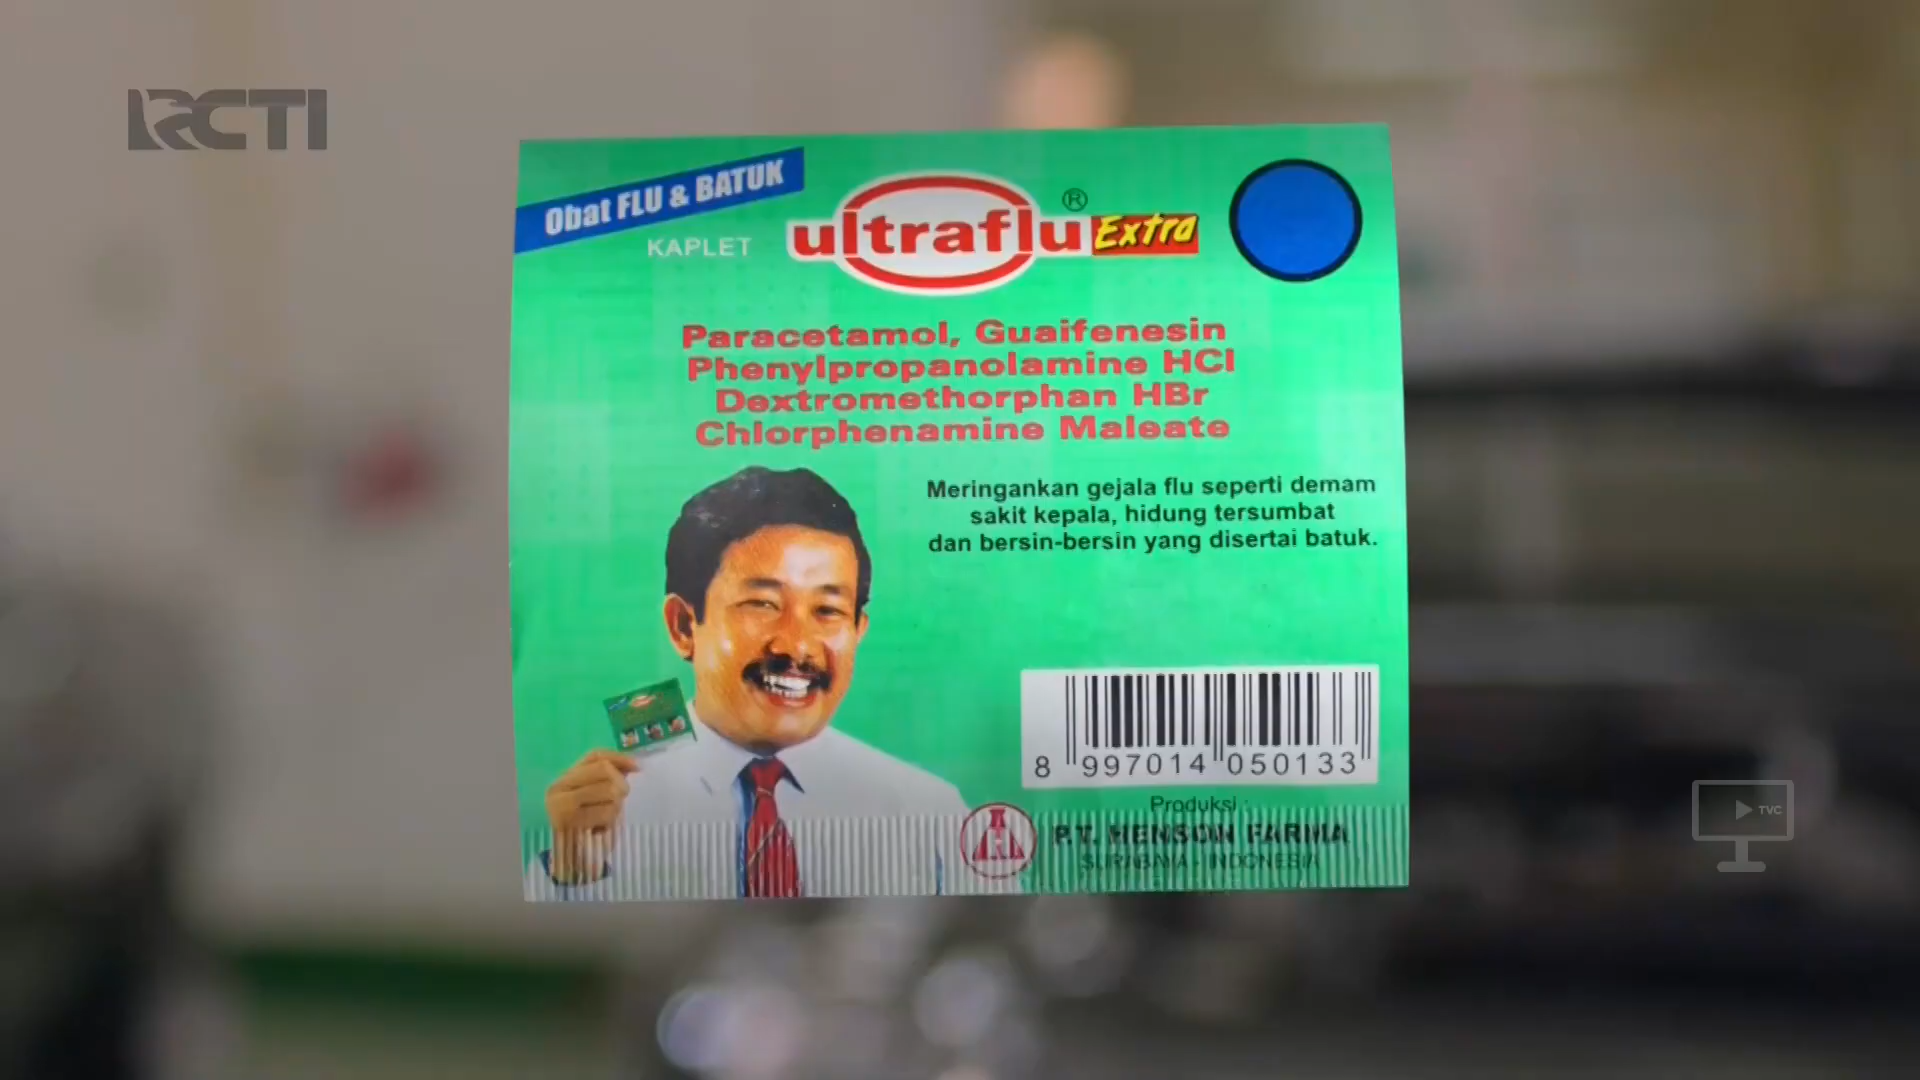 RCTI
Obat FLU & BATUK
KAPLET
ultraflu® Extra
Paracetamol, Guaifenesin
Phenylpropanolamine HCl
Dextromethorphan HBr
Chlorphenamine Maleate
Meringankan gejala flu seperti demam
sakit kepala, hidung tersumbat
dan bersin-bersin yang disertai batuk.
8 997014 050133
Produksi :
P.T. HENSON FARMA
SURABAYA - INDONESIA
TVC